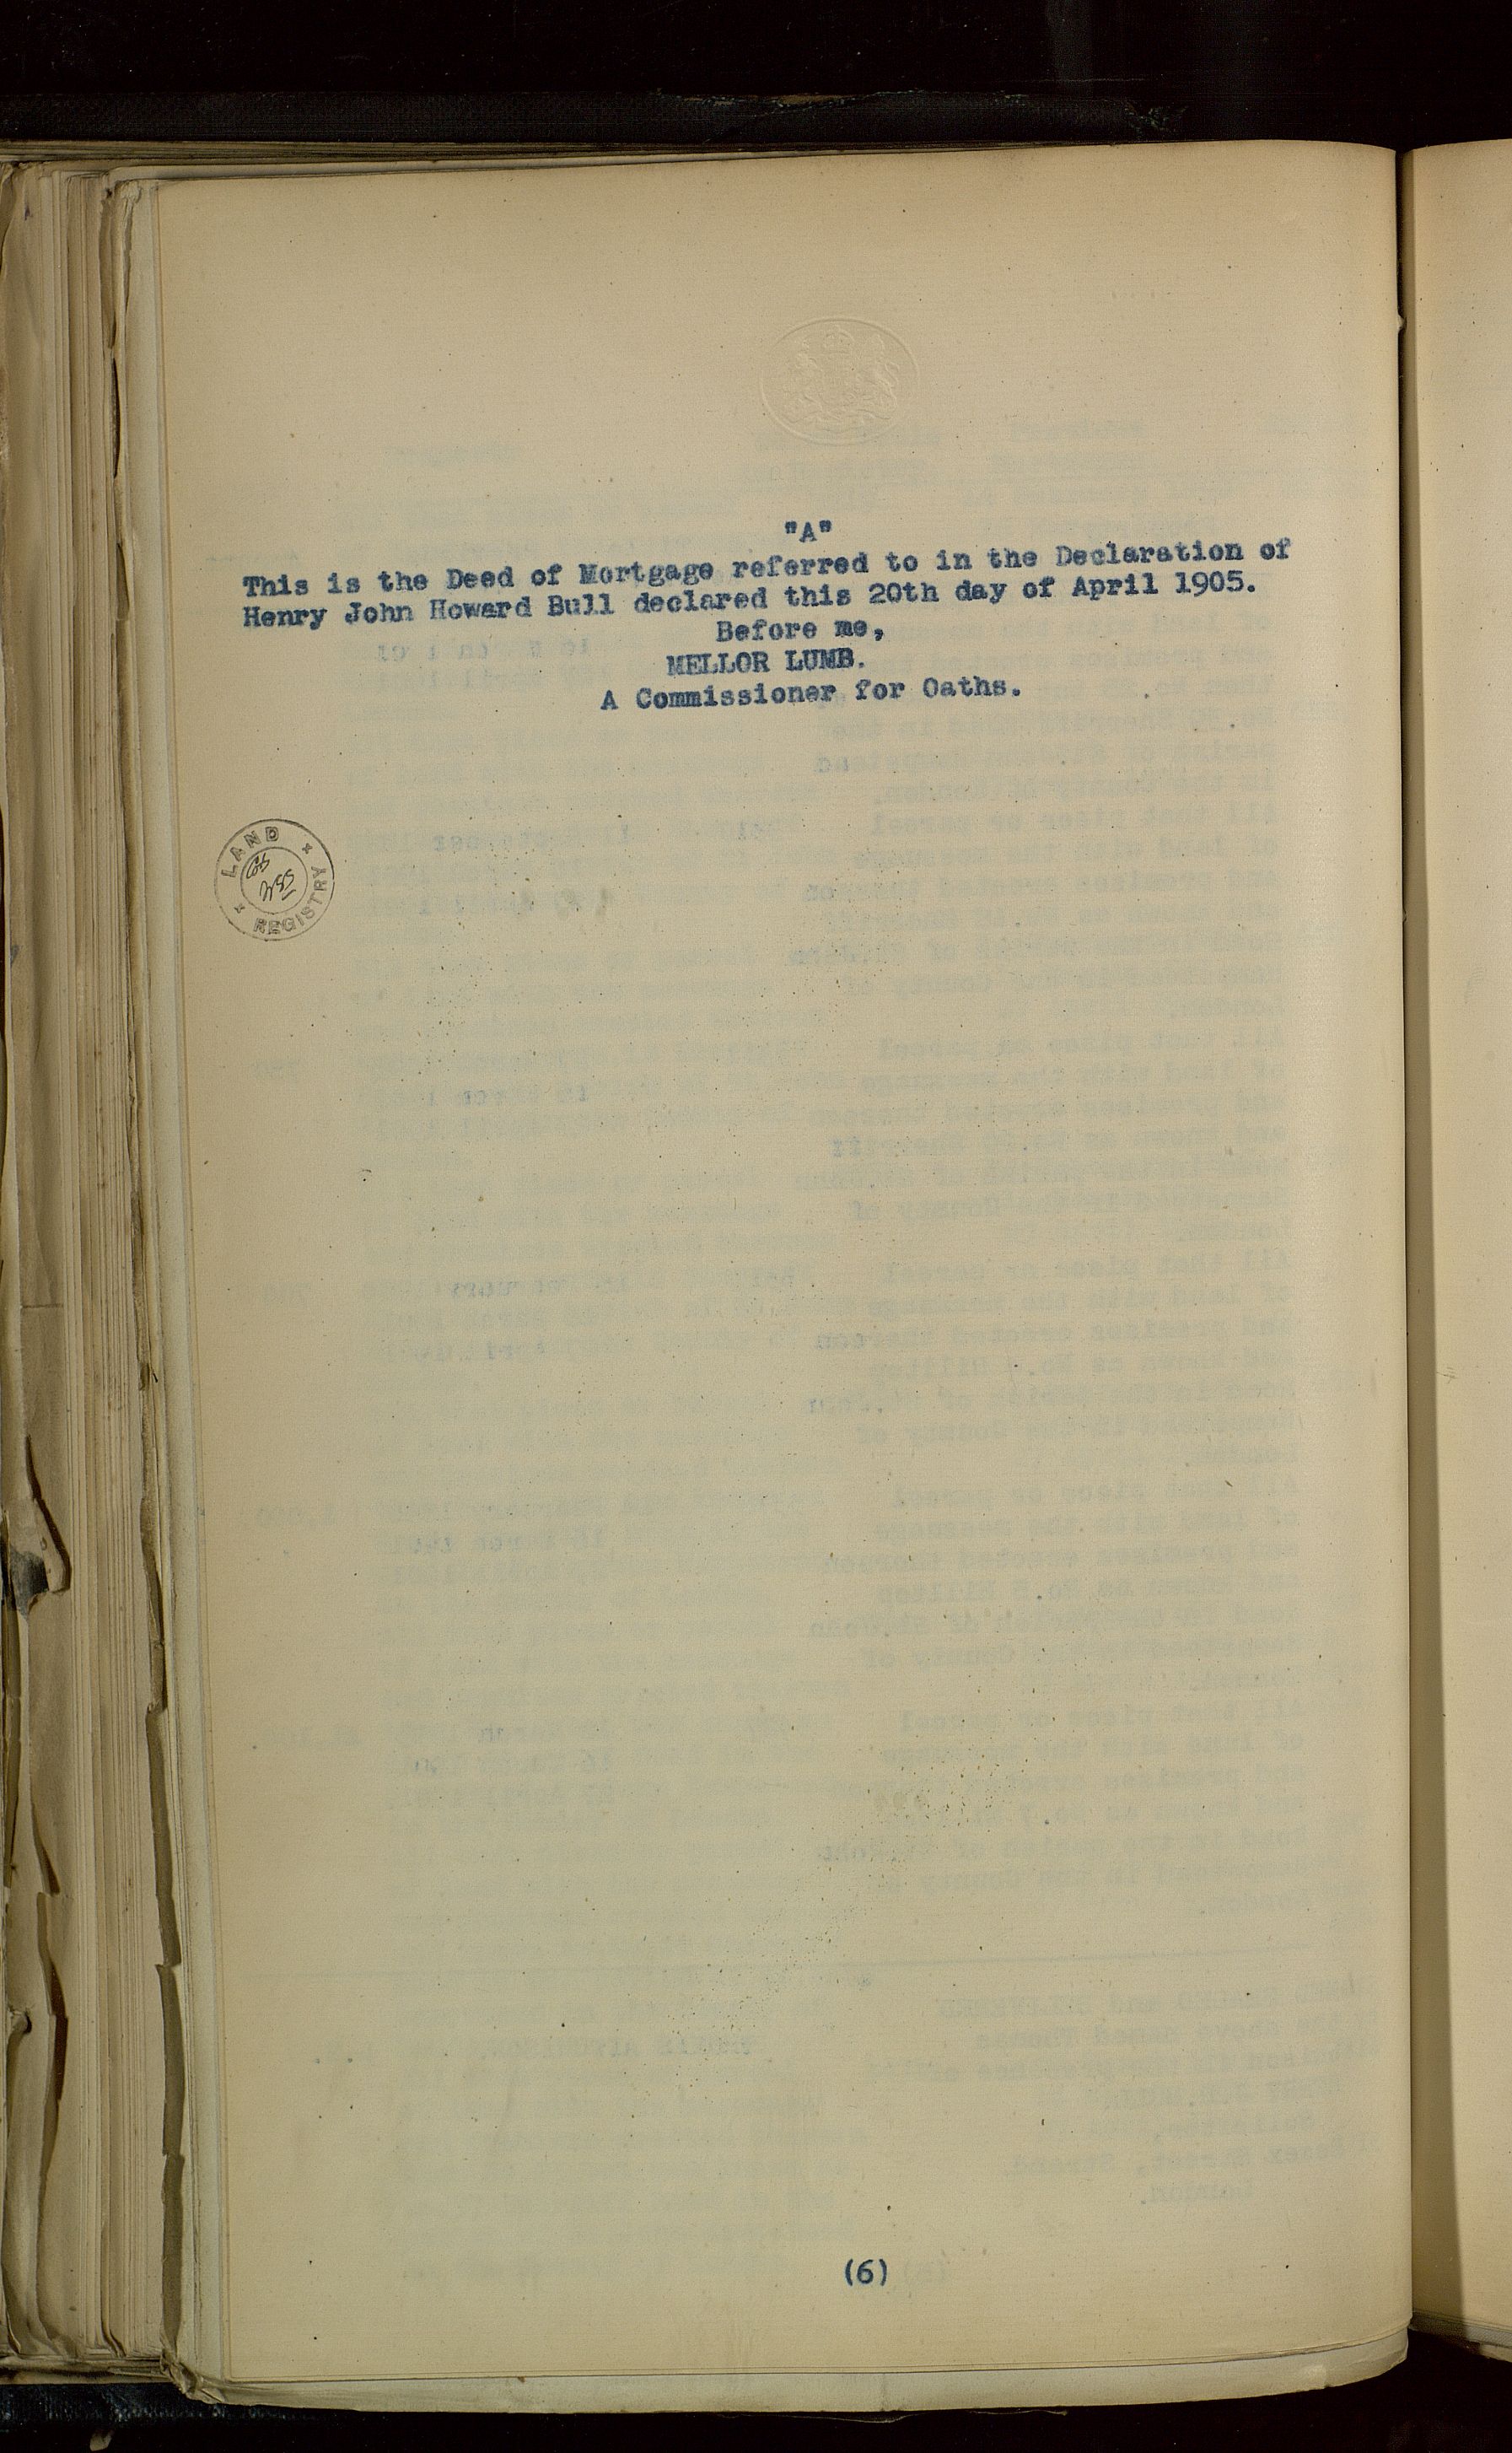 "A"
This is the Deed of Mortgage referred to in the Declaration of
Henry John Howard Bull declared this 20th day of April 1905.
Before me,
MELLOR LUMB.
A Commissioner for Oaths.
LAND
REGISTRY
(6)